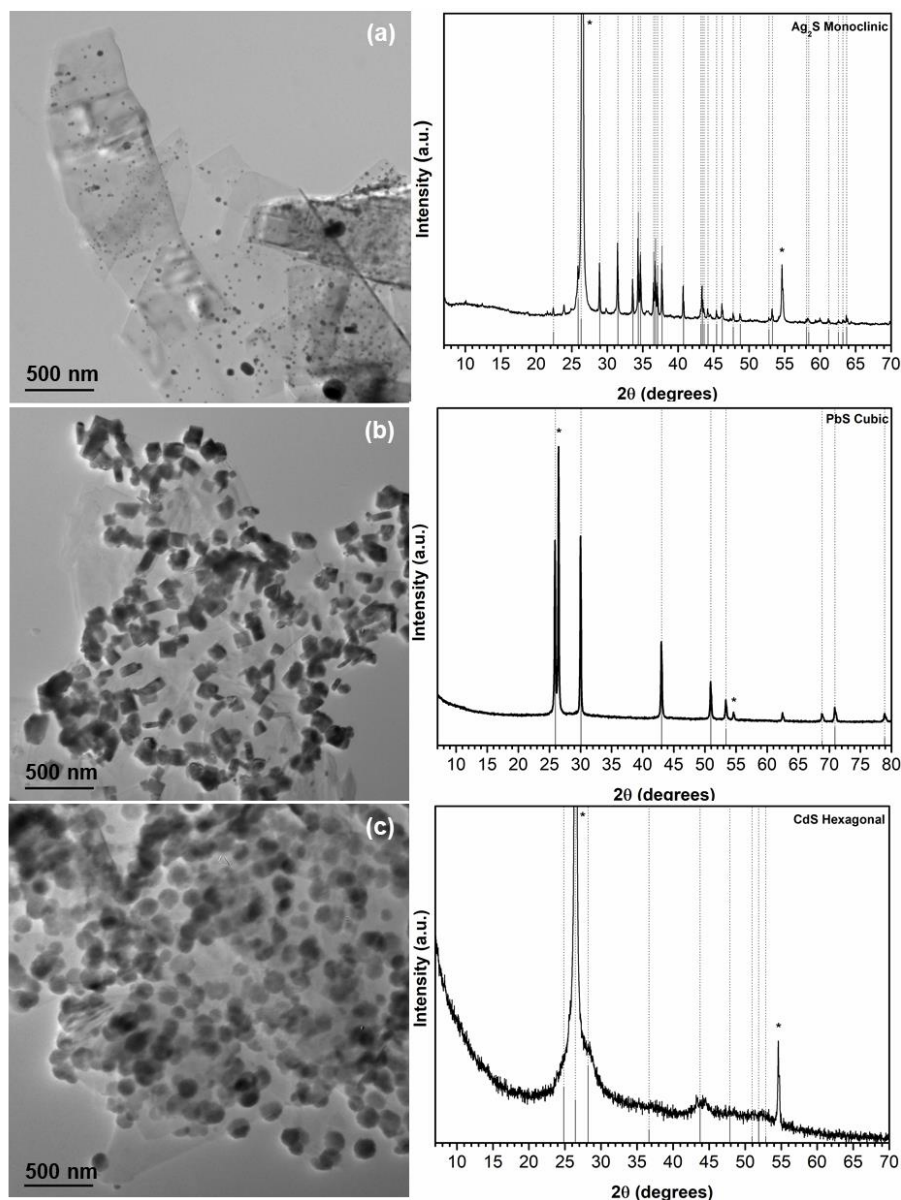 (a)
500 nm
Ag₂S Monoclinic
*
*
Intensity (a.u.)
10 15 20 25 30 35 40 45 50 55 60 65 70
2θ (degrees)
(b)
500 nm
PbS Cubic
*
*
Intensity (a.u.)
10 15 20 25 30 35 40 45 50 55 60 65 70 75 80
2θ (degrees)
(c)
500 nm
CdS Hexagonal
*
*
Intensity (a.u.)
10 15 20 25 30 35 40 45 50 55 60 65 70
2θ (degrees)